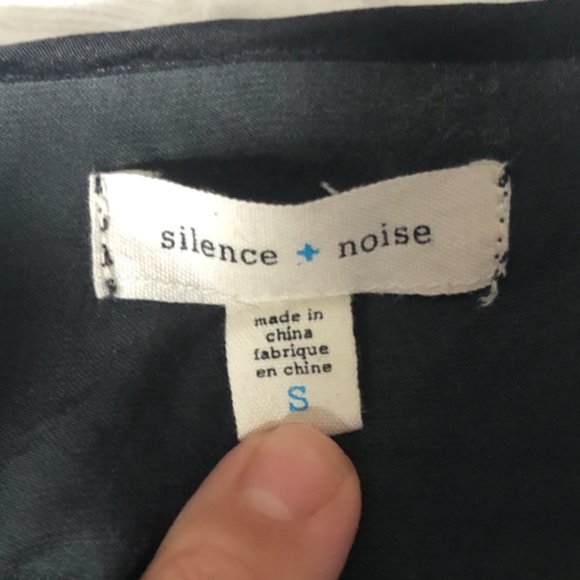 silence + noise
made in
china
fabrique
en chine
S